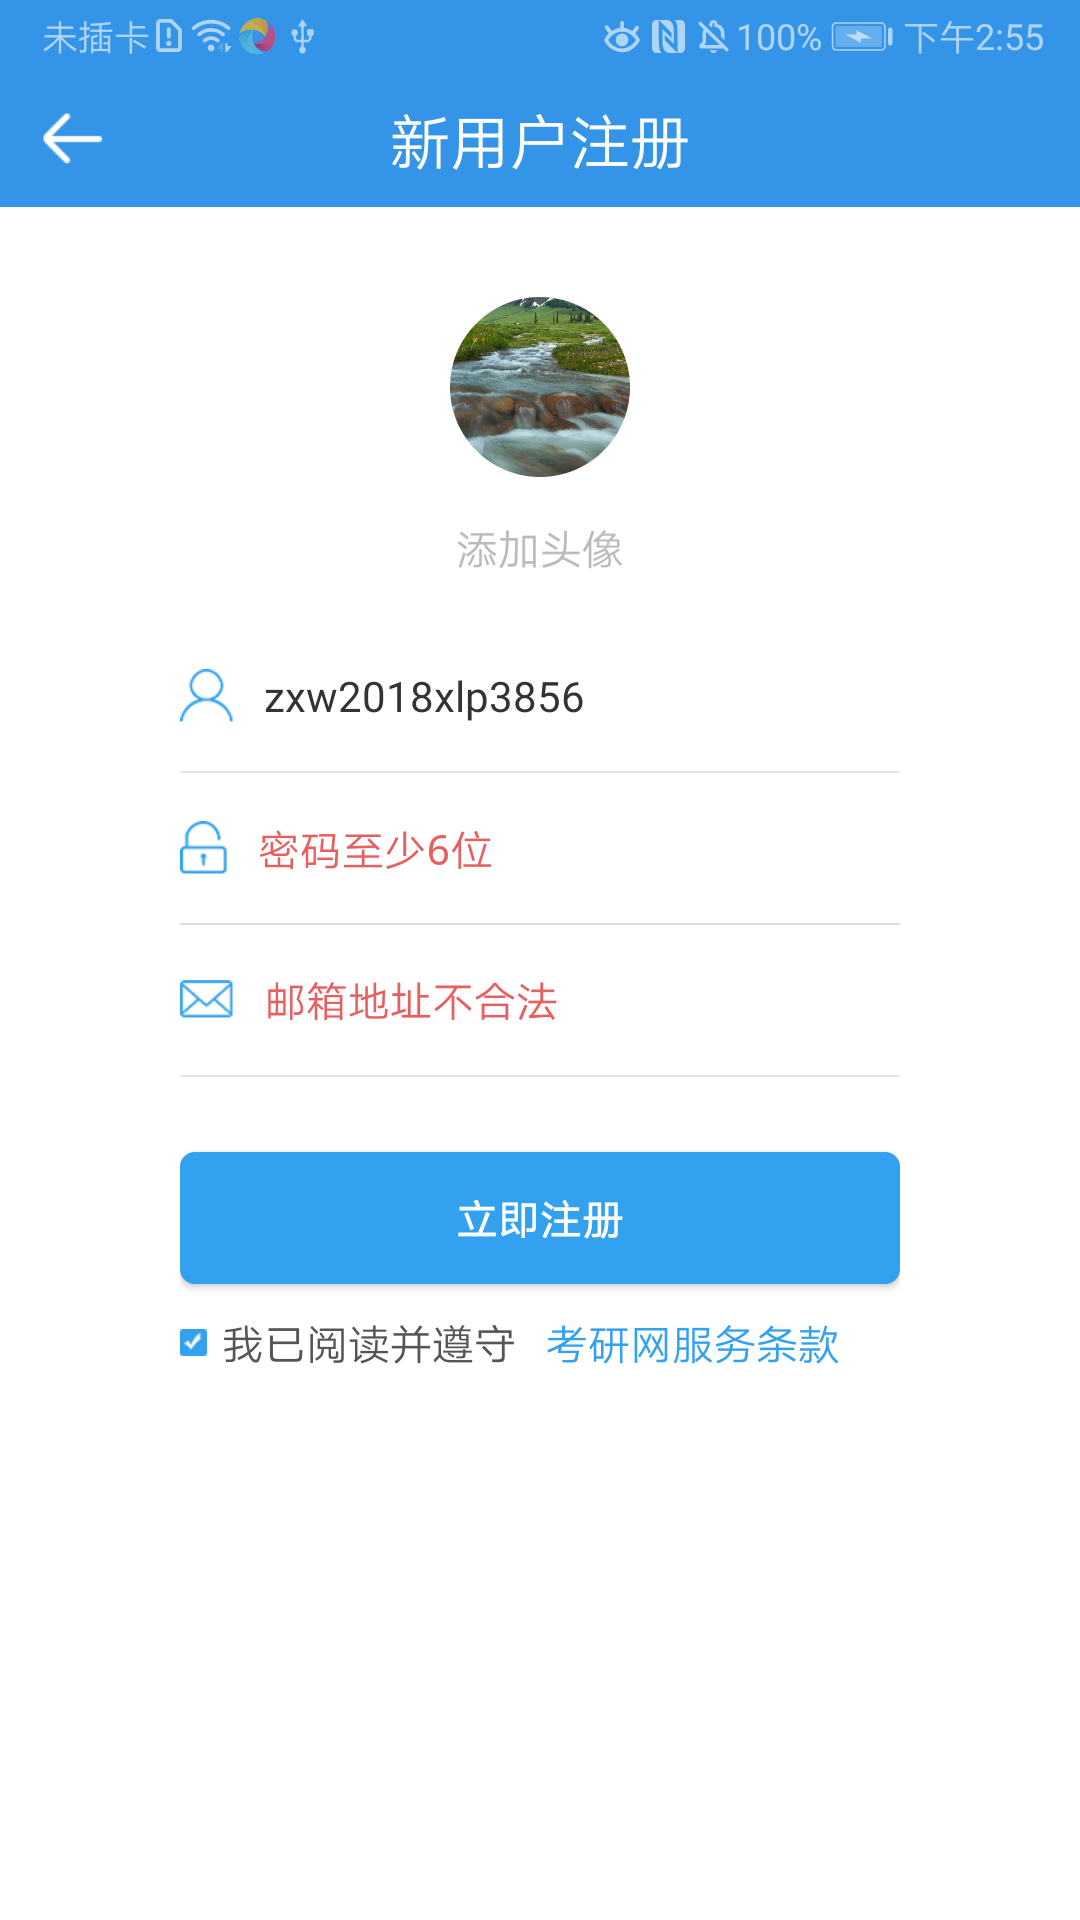 未插卡 100% 下午2:55
新用户注册
添加头像
zxw2018xlp3856
密码至少6位
邮箱地址不合法
立即注册
我已阅读并遵守 考研网服务条款